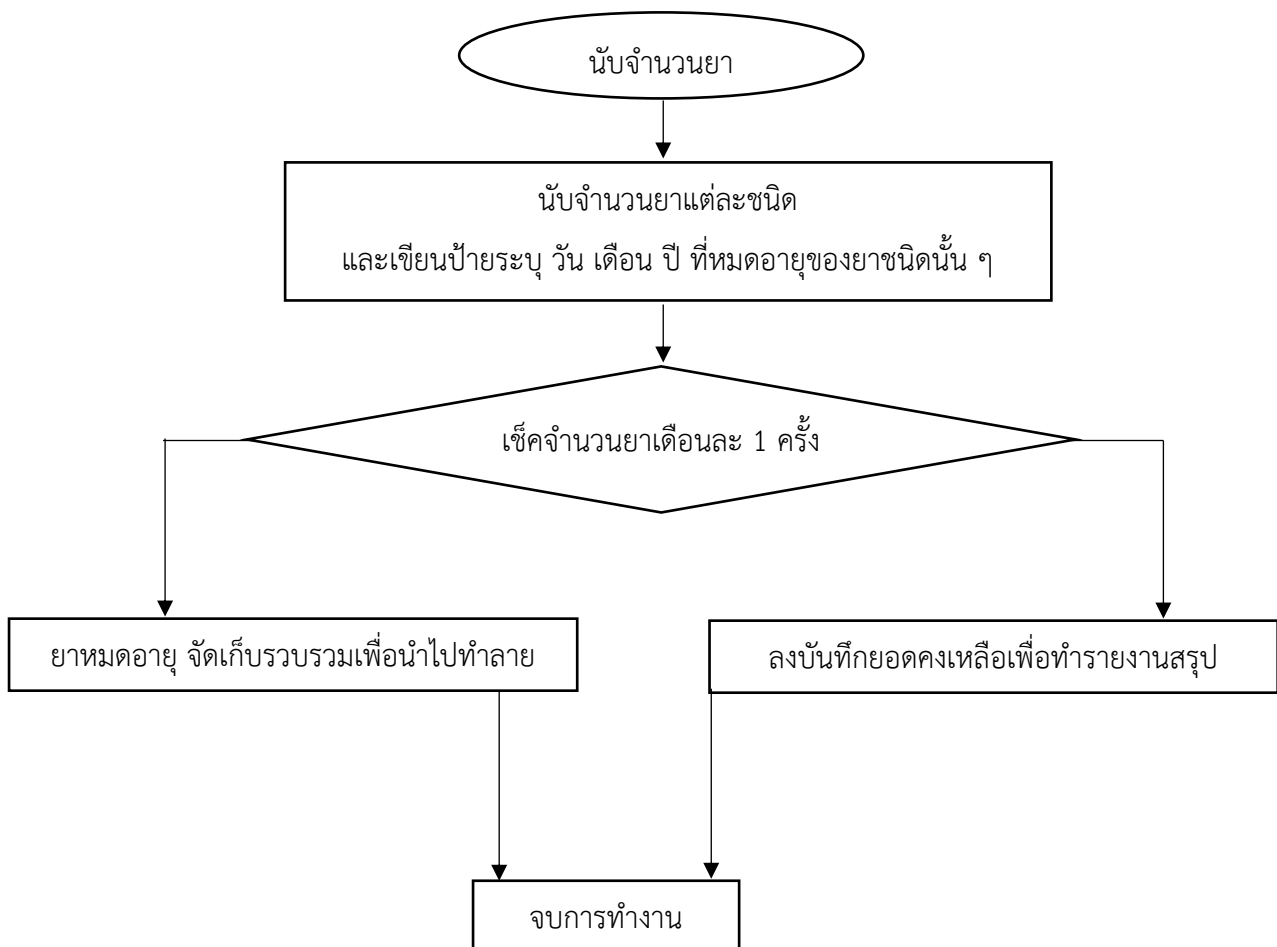 นับจำนวนยา
นับจำนวนยาแต่ละชนิด
และเขียนป้ายระบุ วัน เดือน ปี ที่หมดอายุของยาชนิดนั้น ๆ
เช็คจำนวนยาเดือนละ 1 ครั้ง
ยาหมดอายุ จัดเก็บรวบรวมเพื่อนำไปทำลาย
ลงบันทึกยอดคงเหลือเพื่อทำรายงานสรุป
จบการทำงาน